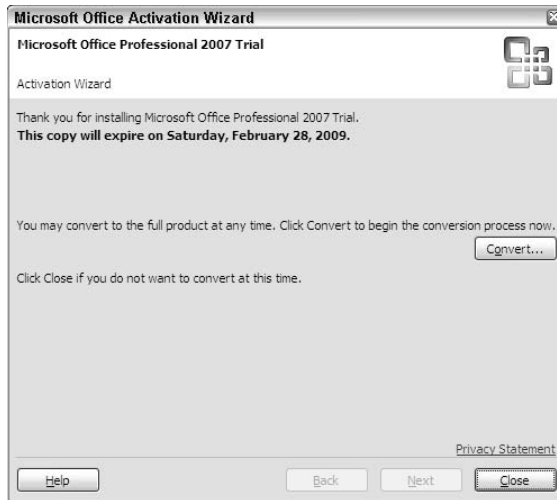 Microsoft Office Activation Wizard
Microsoft Office Professional 2007 Trial
Activation Wizard
Thank you for installing Microsoft Office Professional 2007 Trial.
This copy will expire on Saturday, February 28, 2009.
You may convert to the full product at any time. Click Convert to begin the conversion process now.
Convert...
Click Close if you do not want to convert at this time.
Privacy Statement
Help Back Next Close